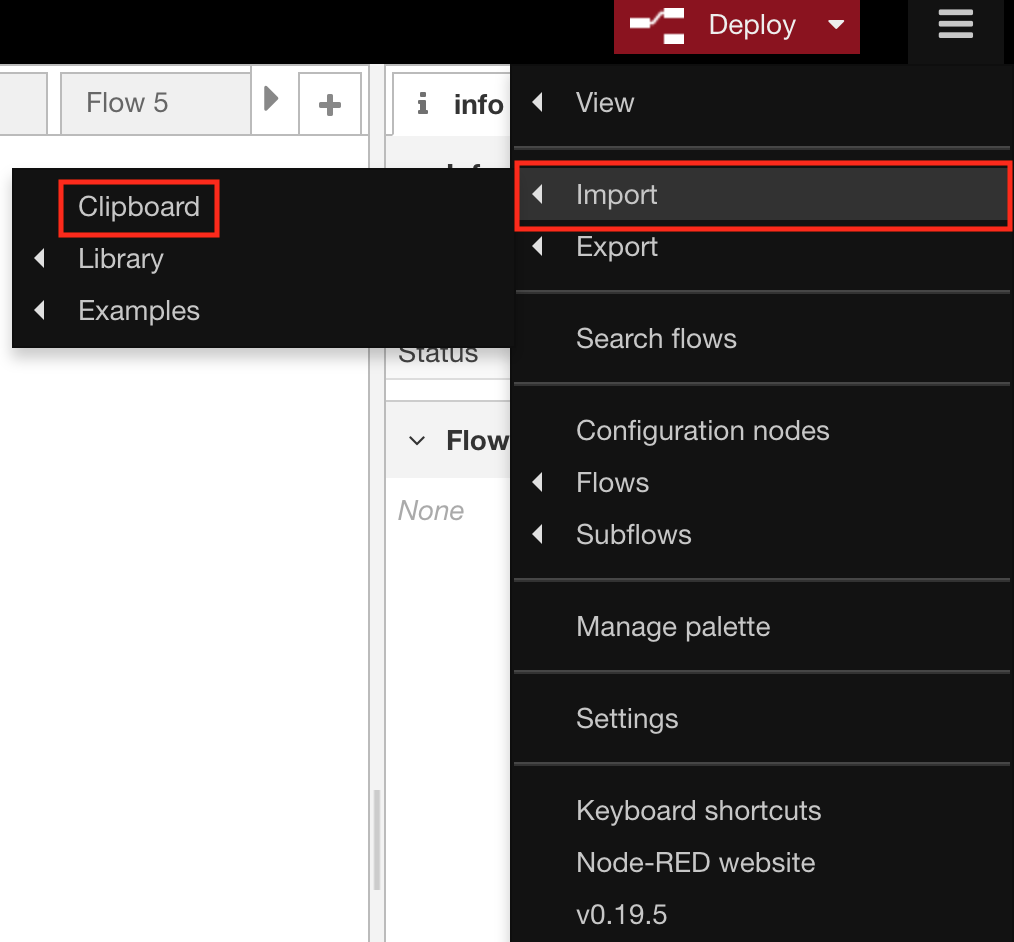 Deploy
Flow 5
info
View
Import
Export
Clipboard
Library
Examples
Status
Search flows
Flow
None
Configuration nodes
Flows
Subflows
Manage palette
Settings
Keyboard shortcuts
Node-RED website
v0.19.5